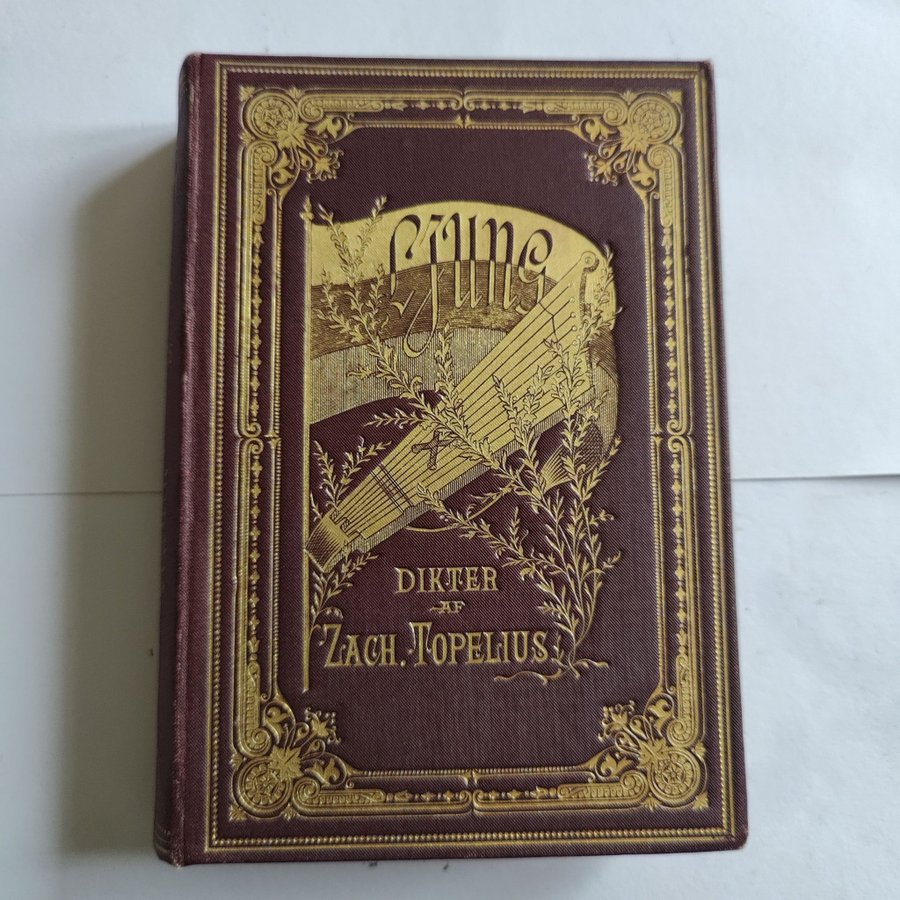 Ljung
DIKTER
AF
ZACH. TOPELIUS.